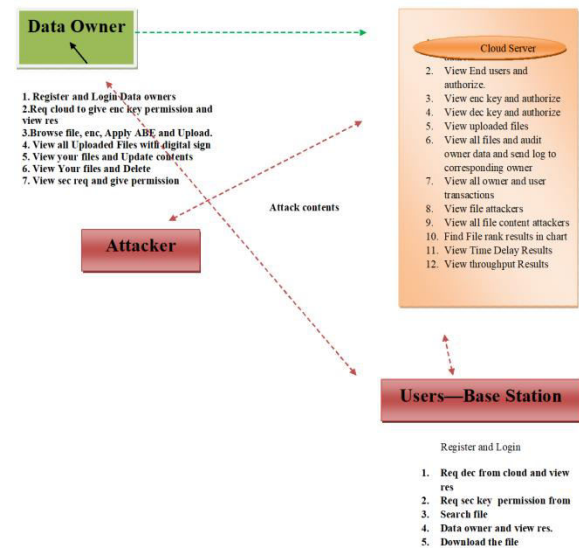 Data Owner
1. Register and Login Data owners
2.Req cloud to give enc key permission and
view res
3.Browse file, enc, Apply ABE and Upload.
4. View all Uploaded Files with digital sign
5. View your files and Update contents
6. View Your files and Delete
7. View sec req and give permission
Attacker
Attack contents
Cloud Server
2. View End users and
authorize.
3. View enc key and authorize
4. View dec key and authorize
5. View uploaded files
6. View all files and audit
owner data and send log to
corresponding owner
7. View all owner and user
transactions
8. View file attackers
9. View all file content attackers
10. Find File rank results in chart
11. View Time Delay Results
12. View throughput Results
Users—Base Station
Register and Login
1. Req dec from cloud and view
res
2. Req sec key permission from
3. Search file
4. Data owner and view res.
5. Download the file